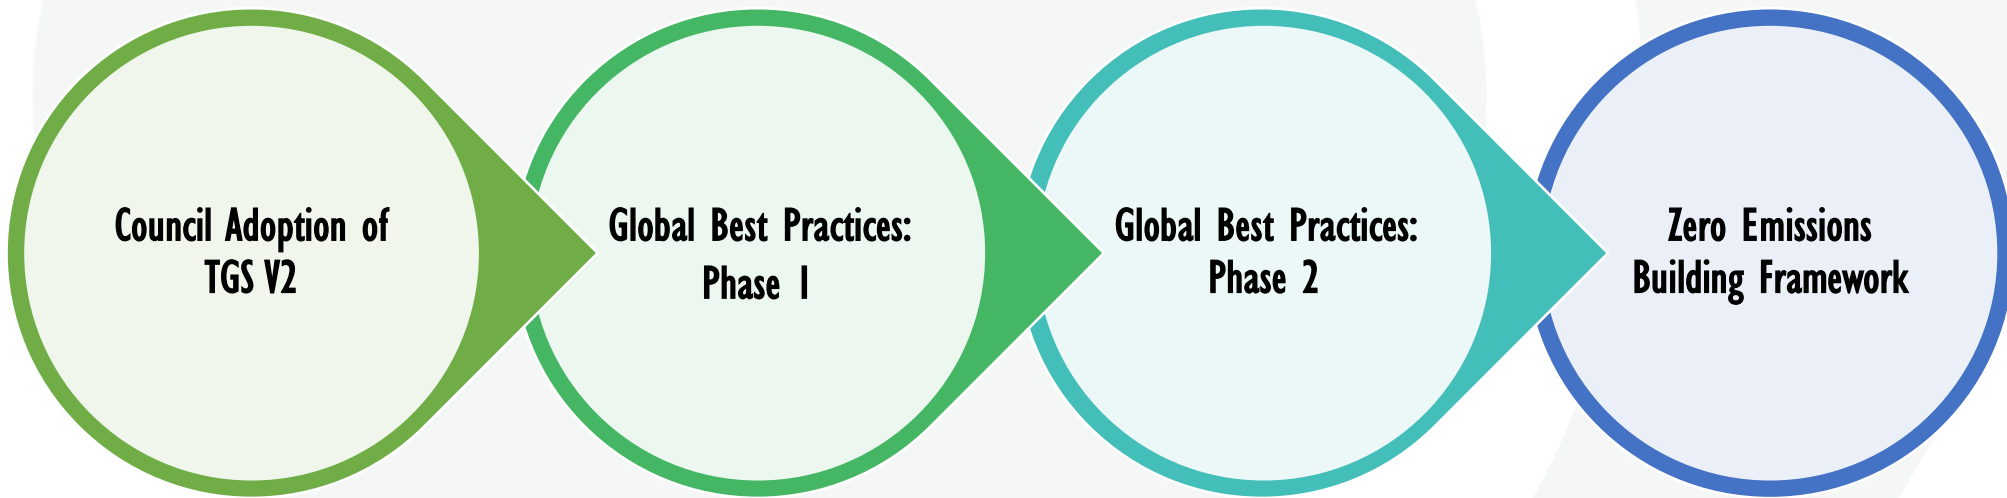 Council Adoption of
TGS V2
Global Best Practices:
Phase 1
Global Best Practices:
Phase 2
Zero Emissions
Building Framework